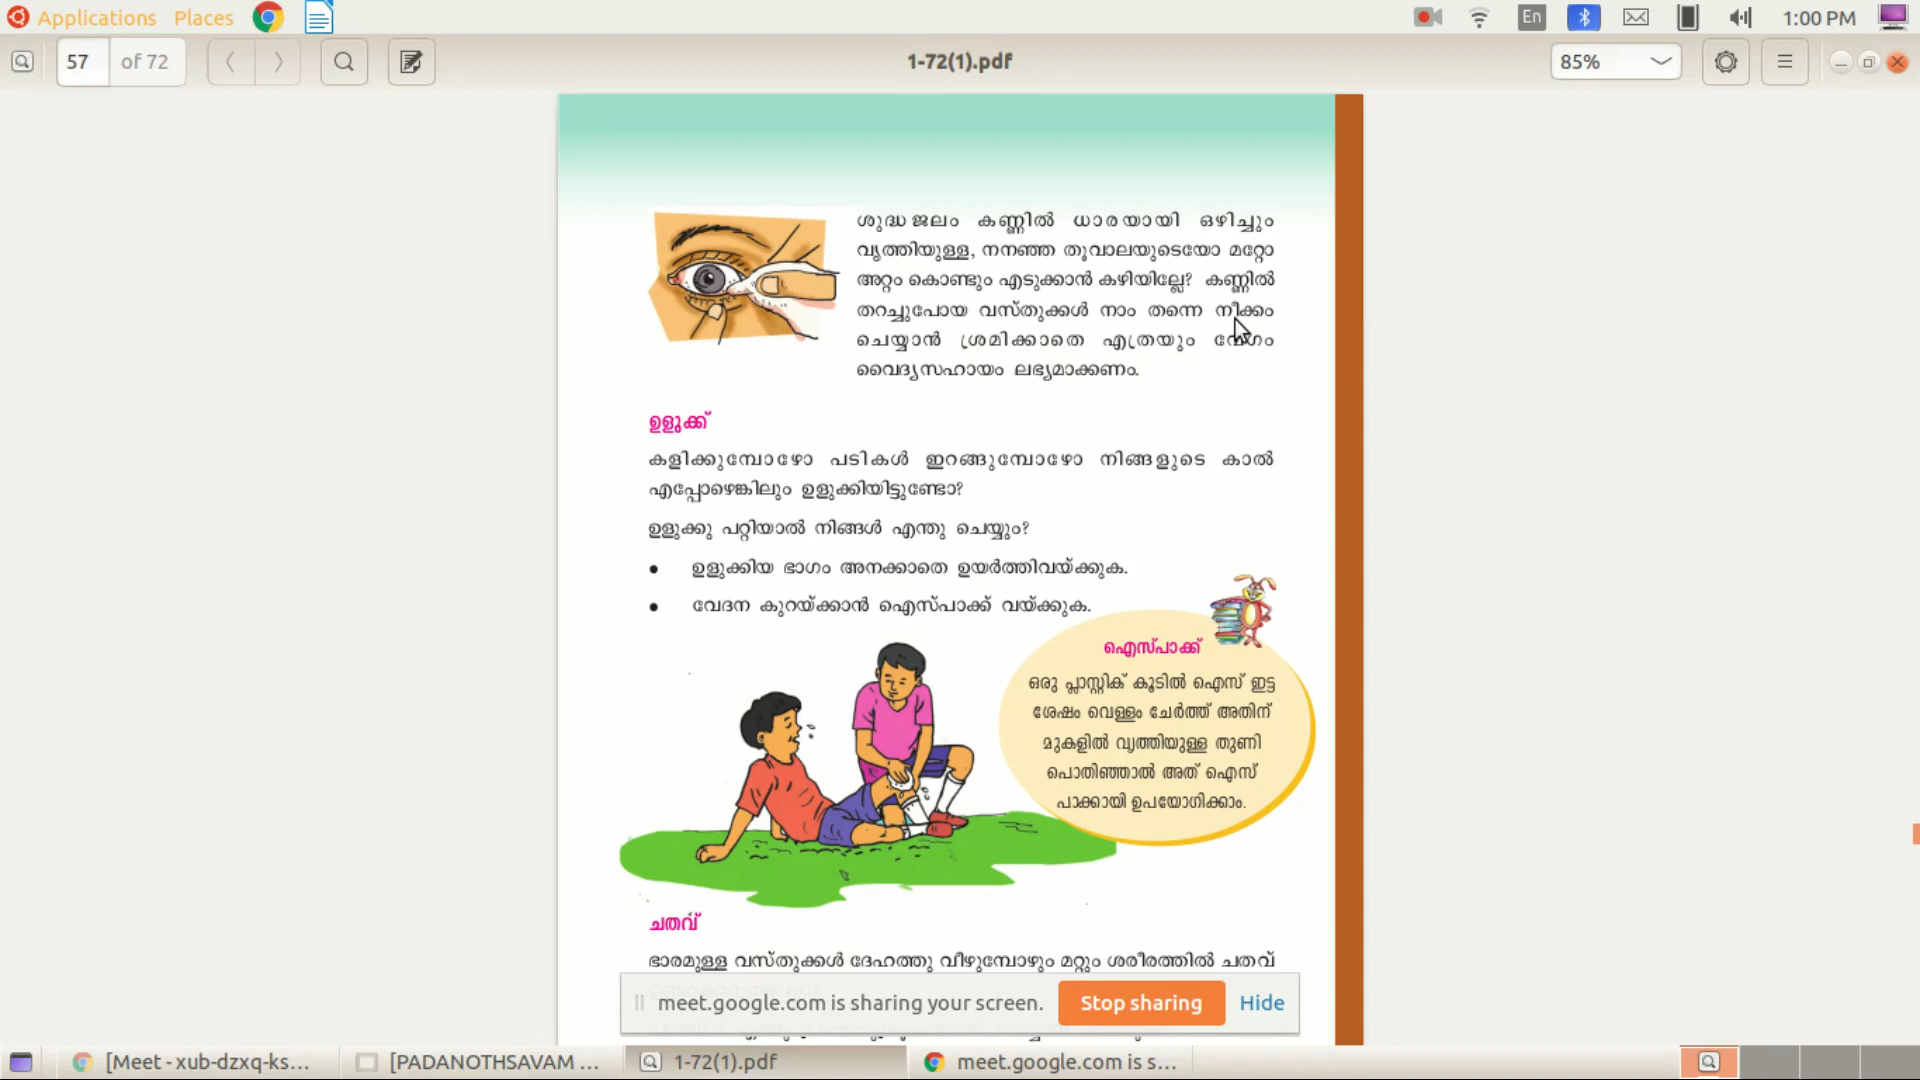 Applications Places En 1:00 PM
57 of 72 1-72(1).pdf 85%
ശുദ്ധജലം കണ്ണിൽ ധാരയായി ഒഴിച്ചും
വൃത്തിയുള്ള, നനഞ്ഞ തൂവാലയുടെയോ മറ്റോ
അറ്റം കൊണ്ടും എടുക്കാൻ കഴിയില്ലേ? കണ്ണിൽ
തറച്ചുപോയ വസ്തുക്കൾ നാം തന്നെ നീക്കം
ചെയ്യാൻ ശ്രമിക്കാതെ എത്രയും വേഗം
വൈദ്യസഹായം ലഭ്യമാക്കണം.
ഉളുക്ക്
കളിക്കുമ്പോഴോ പടികൾ ഇറങ്ങുമ്പോഴോ നിങ്ങളുടെ കാൽ
എപ്പോഴെങ്കിലും ഉളുക്കിയിട്ടുണ്ടോ?
ഉളുക്കു പറ്റിയാൽ നിങ്ങൾ എന്തു ചെയ്യും?
• ഉളുക്കിയ ഭാഗം അനക്കാതെ ഉയർത്തിവയ്ക്കുക.
• വേദന കുറയ്ക്കാൻ ഐസ്പാക്ക് വയ്ക്കുക.
ഐസ്പാക്ക്
ഒരു പ്ലാസ്റ്റിക് കൂടിൽ ഐസ് ഇട്ട
ശേഷം വെള്ളം ചേർത്ത് അതിന്
മുകളിൽ വൃത്തിയുള്ള തുണി
പൊതിഞ്ഞാൽ അത് ഐസ്
പാക്കായി ഉപയോഗിക്കാം.
ചതവ്
ഭാരമുള്ള വസ്തുക്കൾ ദേഹത്തു വീഴുമ്പോഴും മറ്റും ശരീരത്തിൽ ചതവ്
meet.google.com is sharing your screen. Stop sharing Hide
[Meet - xub-dzxq-ks... [PADANOTHSAVAM ... 1-72(1).pdf meet.google.com is s...